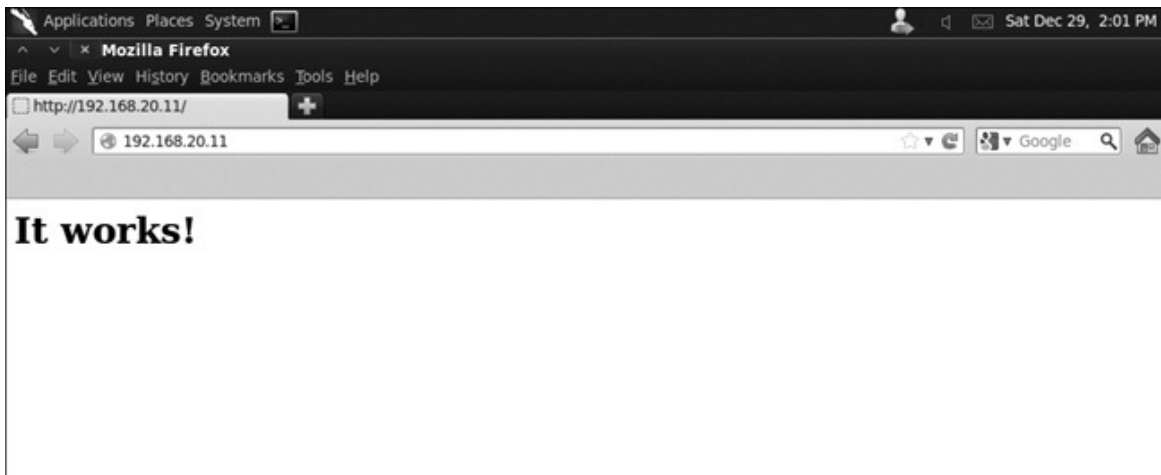 Applications Places System Sat Dec 29, 2:01 PM
Mozilla Firefox
File Edit View History Bookmarks Tools Help
http://192.168.20.11/
192.168.20.11 Google
It works!